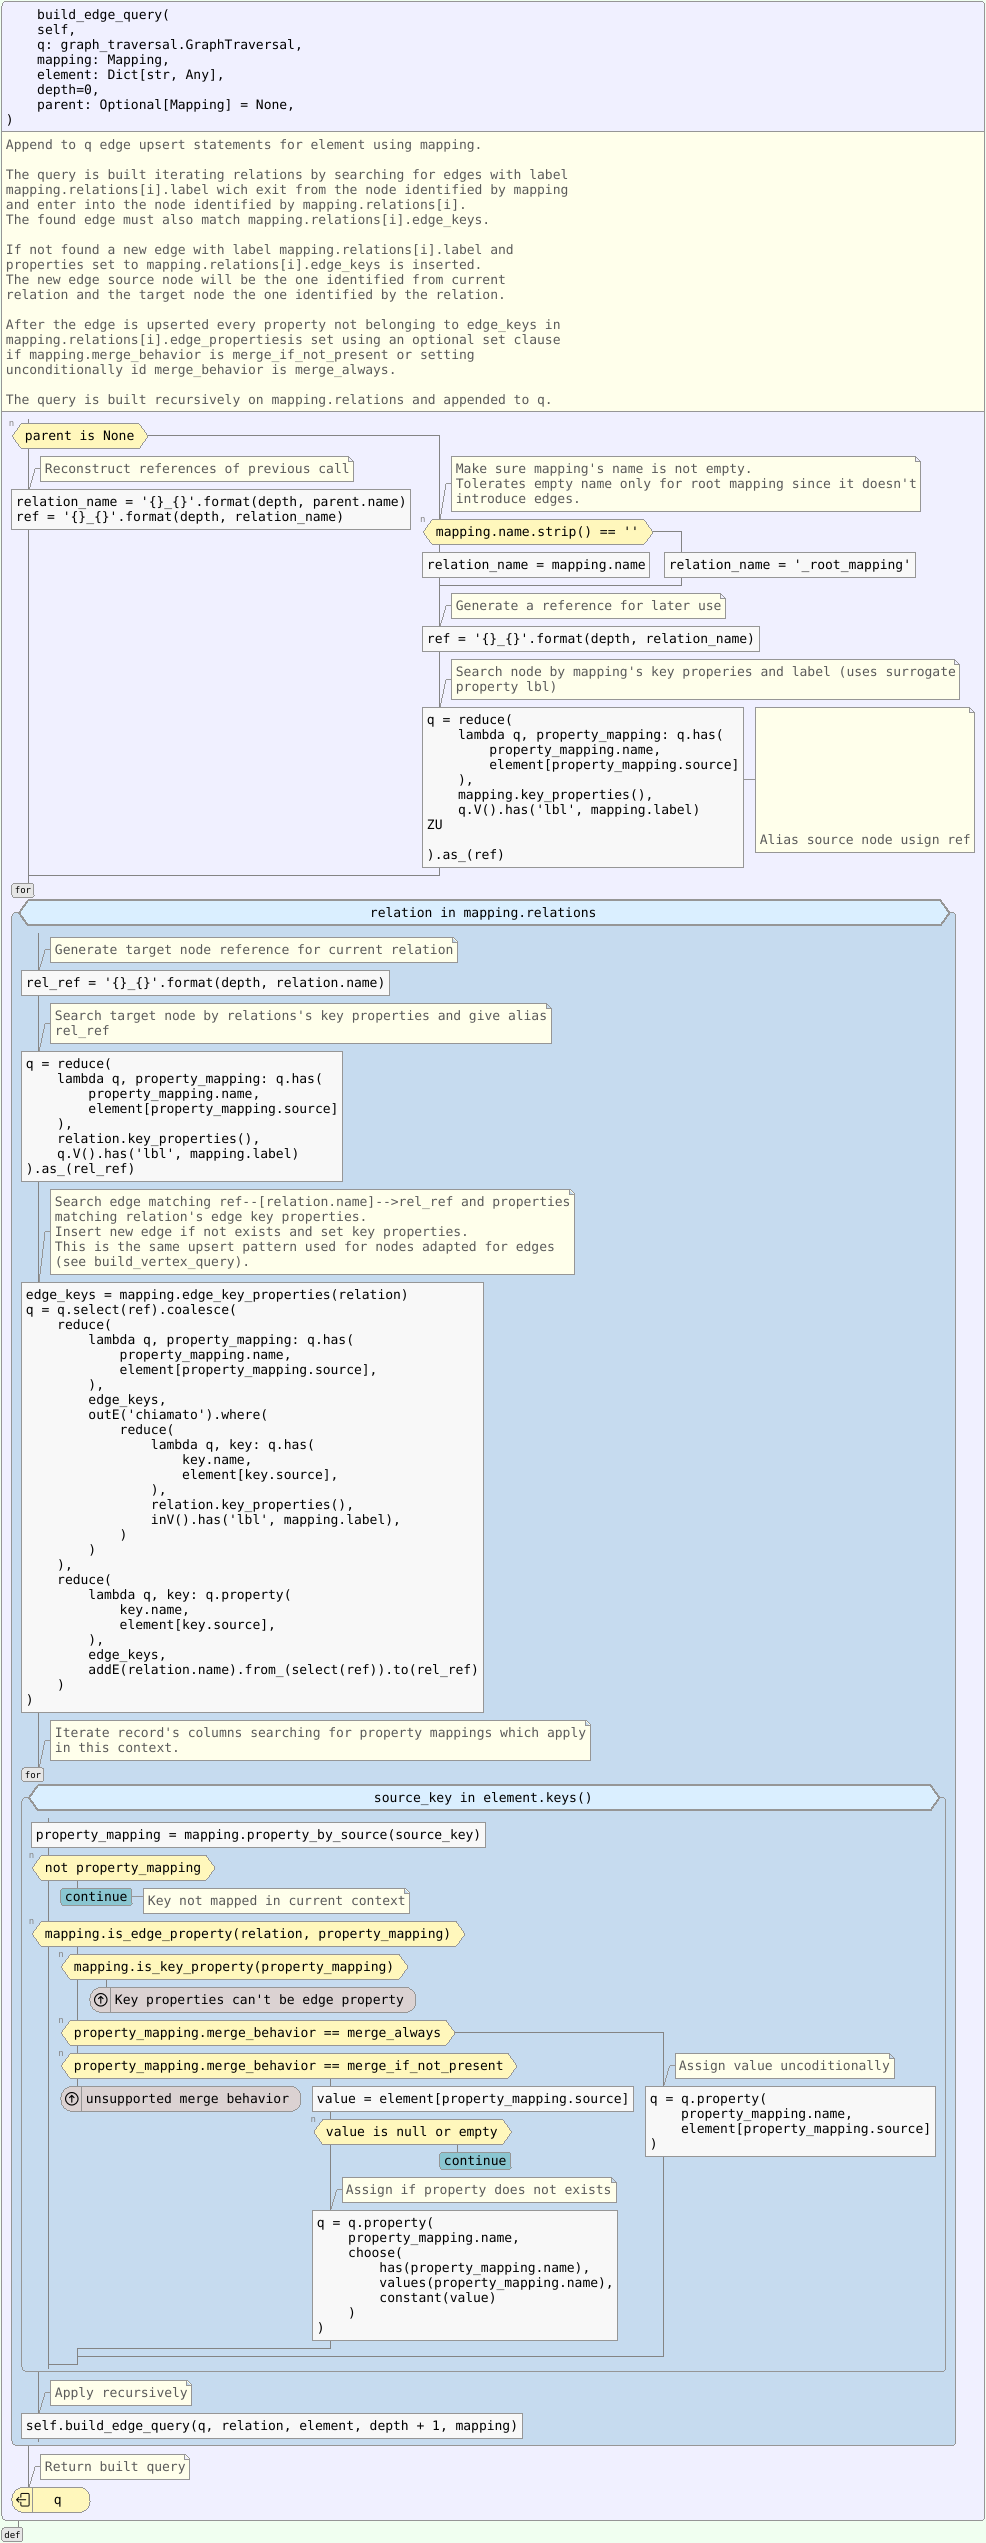 build_edge_query(
self,
q: graph_traversal.GraphTraversal,
mapping: Mapping,
element: Dict[str, Any],
depth=0,
parent: Optional[Mapping] = None,
)
Append to q edge upsert statements for element using mapping.
The query is built iterating relations by searching for edges with label
mapping.relations[i].label wich exit from the node identified by mapping
and enter into the node identified by mapping.relations[i].
The found edge must also match mapping.relations[i].edge_keys.
If not found a new edge with label mapping.relations[i].label and
properties set to mapping.relations[i].edge_keys is inserted.
The new edge source node will be the one identified from current
relation and the target node the one identified by the relation.
After the edge is upserted every property not belonging to edge_keys in
mapping.relations[i].edge_propertiesis set using an optional set clause
if mapping.merge_behavior is merge_if_not_present or setting
unconditionally id merge_behavior is merge_always.
The query is built recursively on mapping.relations and appended to q.
n
parent is None
Reconstruct references of previous call
relation_name = '{}_{}'.format(depth, parent.name)
ref = '{}_{}'.format(depth, relation_name)
Make sure mapping's name is not empty.
Tolerates empty name only for root mapping since it doesn't
introduce edges.
n
mapping.name.strip() == ''
relation_name = mapping.name
relation_name = '_root_mapping'
Generate a reference for later use
ref = '{}_{}'.format(depth, relation_name)
Search node by mapping's key properies and label (uses surrogate
property lbl)
q = reduce(
lambda q, property_mapping: q.has(
property_mapping.name,
element[property_mapping.source]
),
mapping.key_properties(),
q.V().has('lbl', mapping.label)
ZU
).as_(ref)
Alias source node usign ref
for
relation in mapping.relations
Generate target node reference for current relation
rel_ref = '{}_{}'.format(depth, relation.name)
Search target node by relations's key properties and give alias
rel_ref
q = reduce(
lambda q, property_mapping: q.has(
property_mapping.name,
element[property_mapping.source]
),
relation.key_properties(),
q.V().has('lbl', mapping.label)
).as_(rel_ref)
Search edge matching ref--[relation.name]-->rel_ref and properties
matching relation's edge key properties.
Insert new edge if not exists and set key properties.
This is the same upsert pattern used for nodes adapted for edges
(see build_vertex_query).
edge_keys = mapping.edge_key_properties(relation)
q = q.select(ref).coalesce(
reduce(
lambda q, property_mapping: q.has(
property_mapping.name,
element[property_mapping.source],
),
edge_keys,
outE('chiamato').where(
reduce(
lambda q, key: q.has(
key.name,
element[key.source],
),
relation.key_properties(),
inV().has('lbl', mapping.label),
)
)
),
reduce(
lambda q, key: q.property(
key.name,
element[key.source],
),
edge_keys,
addE(relation.name).from_(select(ref)).to(rel_ref)
)
)
Iterate record's columns searching for property mappings which apply
in this context.
for
source_key in element.keys()
property_mapping = mapping.property_by_source(source_key)
n
not property_mapping
continue
Key not mapped in current context
n
mapping.is_edge_property(relation, property_mapping)
n
mapping.is_key_property(property_mapping)
Key properties can't be edge property
n
property_mapping.merge_behavior == merge_always
n
property_mapping.merge_behavior == merge_if_not_present
unsupported merge behavior
value = element[property_mapping.source]
n
value is null or empty
continue
Assign if property does not exists
q = q.property(
property_mapping.name,
choose(
has(property_mapping.name),
values(property_mapping.name),
constant(value)
)
)
Assign value uncoditionally
q = q.property(
property_mapping.name,
element[property_mapping.source]
)
Apply recursively
self.build_edge_query(q, relation, element, depth + 1, mapping)
Return built query
q
def